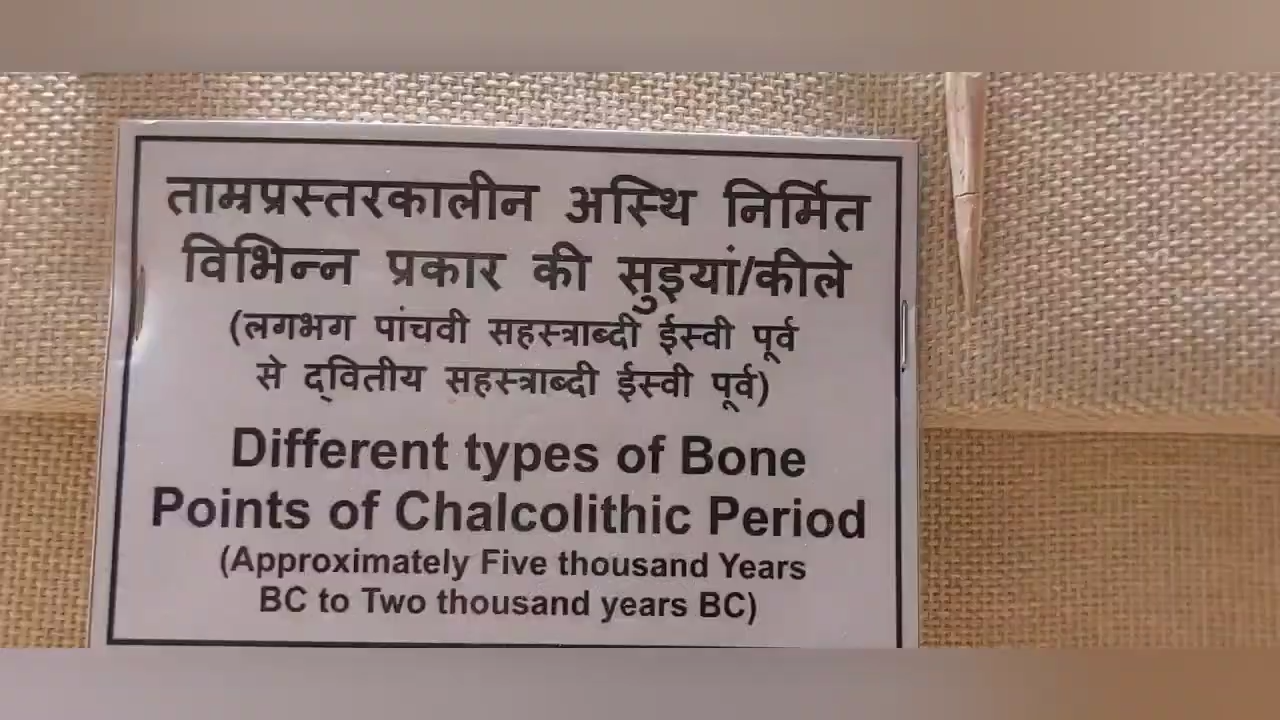 ताम्रप्रस्तरकालीन अस्थि निर्मित
विभिन्न प्रकार की सुइयां/कीले
(लगभग पांचवी सहस्त्राब्दी ईस्वी पूर्व
से द्वितीय सहस्त्राब्दी ईस्वी पूर्व)
Different types of Bone
Points of Chalcolithic Period
(Approximately Five thousand Years
BC to Two thousand years BC)